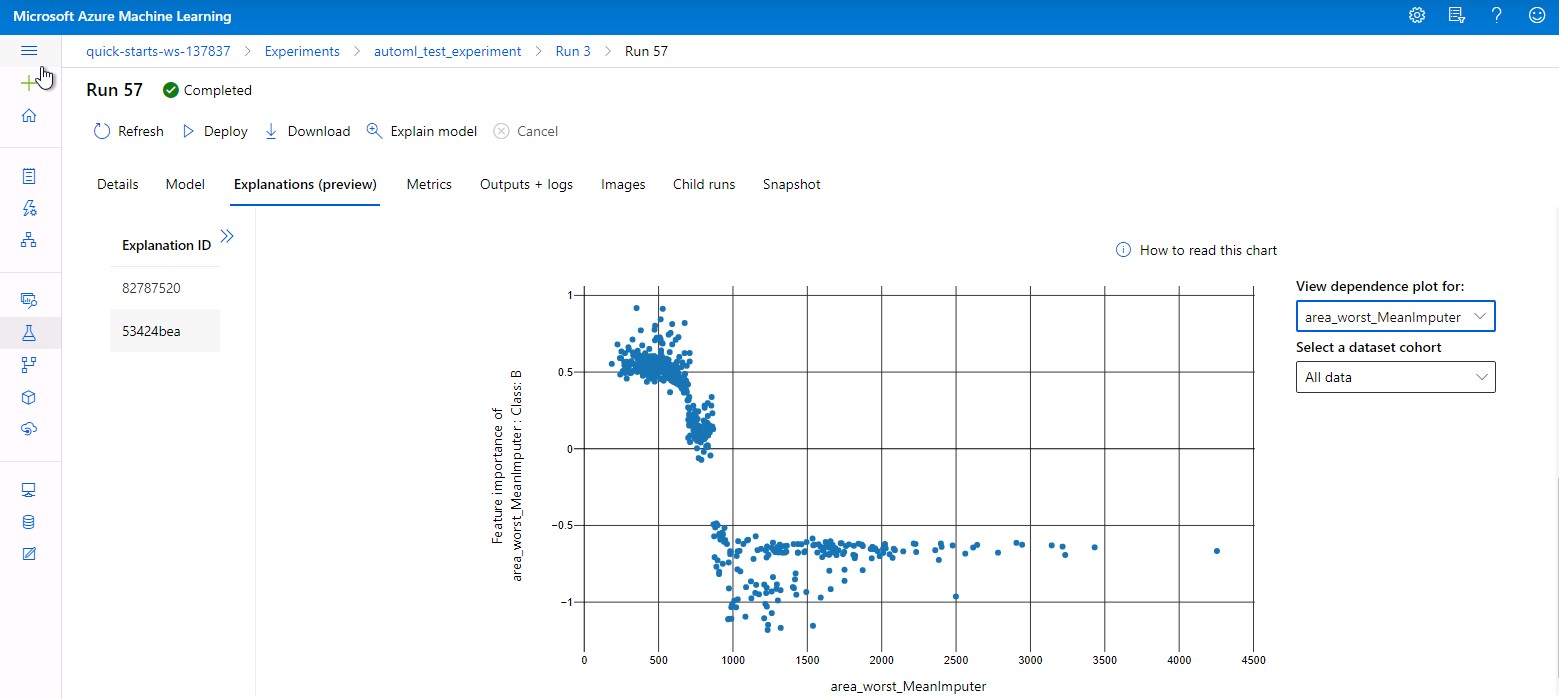 Microsoft Azure Machine Learning
quick-starts-ws-137837 > Experiments > automl_test_experiment > Run 3 > Run 57
Run 57 Completed
Refresh Deploy Download Explain model Cancel
Details Model Explanations (preview) Metrics Outputs + logs Images Child runs Snapshot
Explanation ID
82787520
53424bea
How to read this chart
View dependence plot for:
area_worst_MeanImputer
Select a dataset cohort
All data
Feature importance of
area_worst_MeanImputer : Class: B
1
0.5
0
−0.5
−1
0 500 1000 1500 2000 2500 3000 3500 4000 4500
area_worst_MeanImputer